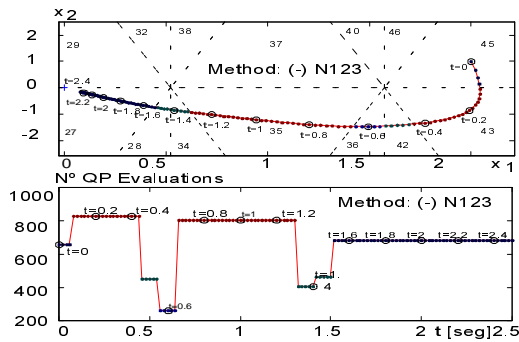 x 2
2
1
0
-1
-2
29
32
38
37
40
46
45
Method: (-) N123
t=0
t=2.4
t=2.2
t=2
t=1.8
t=1.6
t=1.4
t=1.2
t=1
t=0.8
t=0.6
t=0.4
t=0.2
27
28
34
35
36
42
43
0
0.5
1
1.5
2
x 1
Nº QP Evaluations
1000
800
600
400
200
Method: (-) N123
t=0
t=0.2
t=0.4
t=0.6
t=0.8
t=1
t=1.2
t=1.
4
t=1.6
t=1.8
t=2
t=2.2
t=2.4
0
0.5
1
1.5
2
t [seg]
2.5